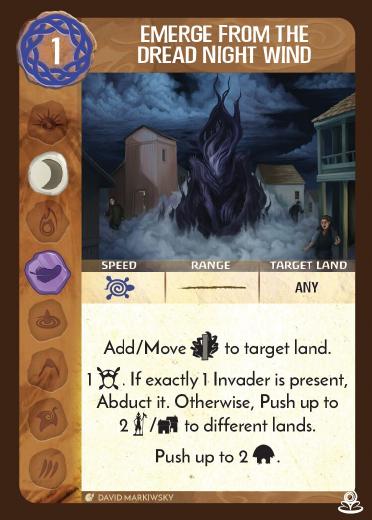 1
EMERGE FROM THE
DREAD NIGHT WIND
SPEED RANGE TARGET LAND
ANY
Add/Move to target land.
1 . If exactly 1 Invader is present,
Abduct it. Otherwise, Push up to
2 / to different lands.
Push up to 2 .
DAVID MARKIWSKY